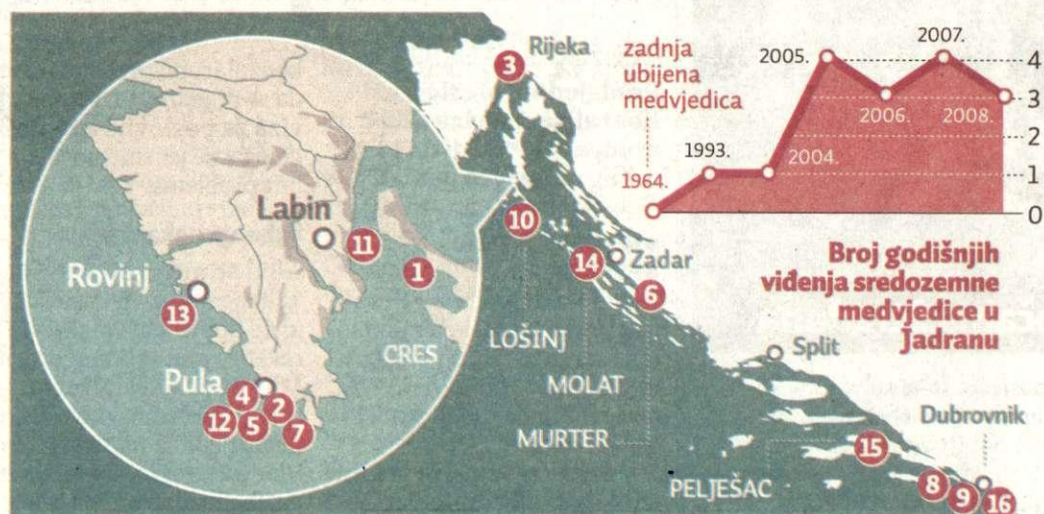 3
Rijeka
zadnja
ubijena
medvjedica
2005.
2007.
4
3
2006.
2008.
2
1993.
2004.
1
1964.
0
Labin
11
1
Rovinj
13
CRES
Pula
4
2
12
5
7
10
14
Zadar
6
LOŠINJ
MOLAT
MURTER
PELJEŠAC
Split
Dubrovnik
15
8
9
16
Broj godišnjih
viđenja sredozemne
medvjedice u
Jadranu